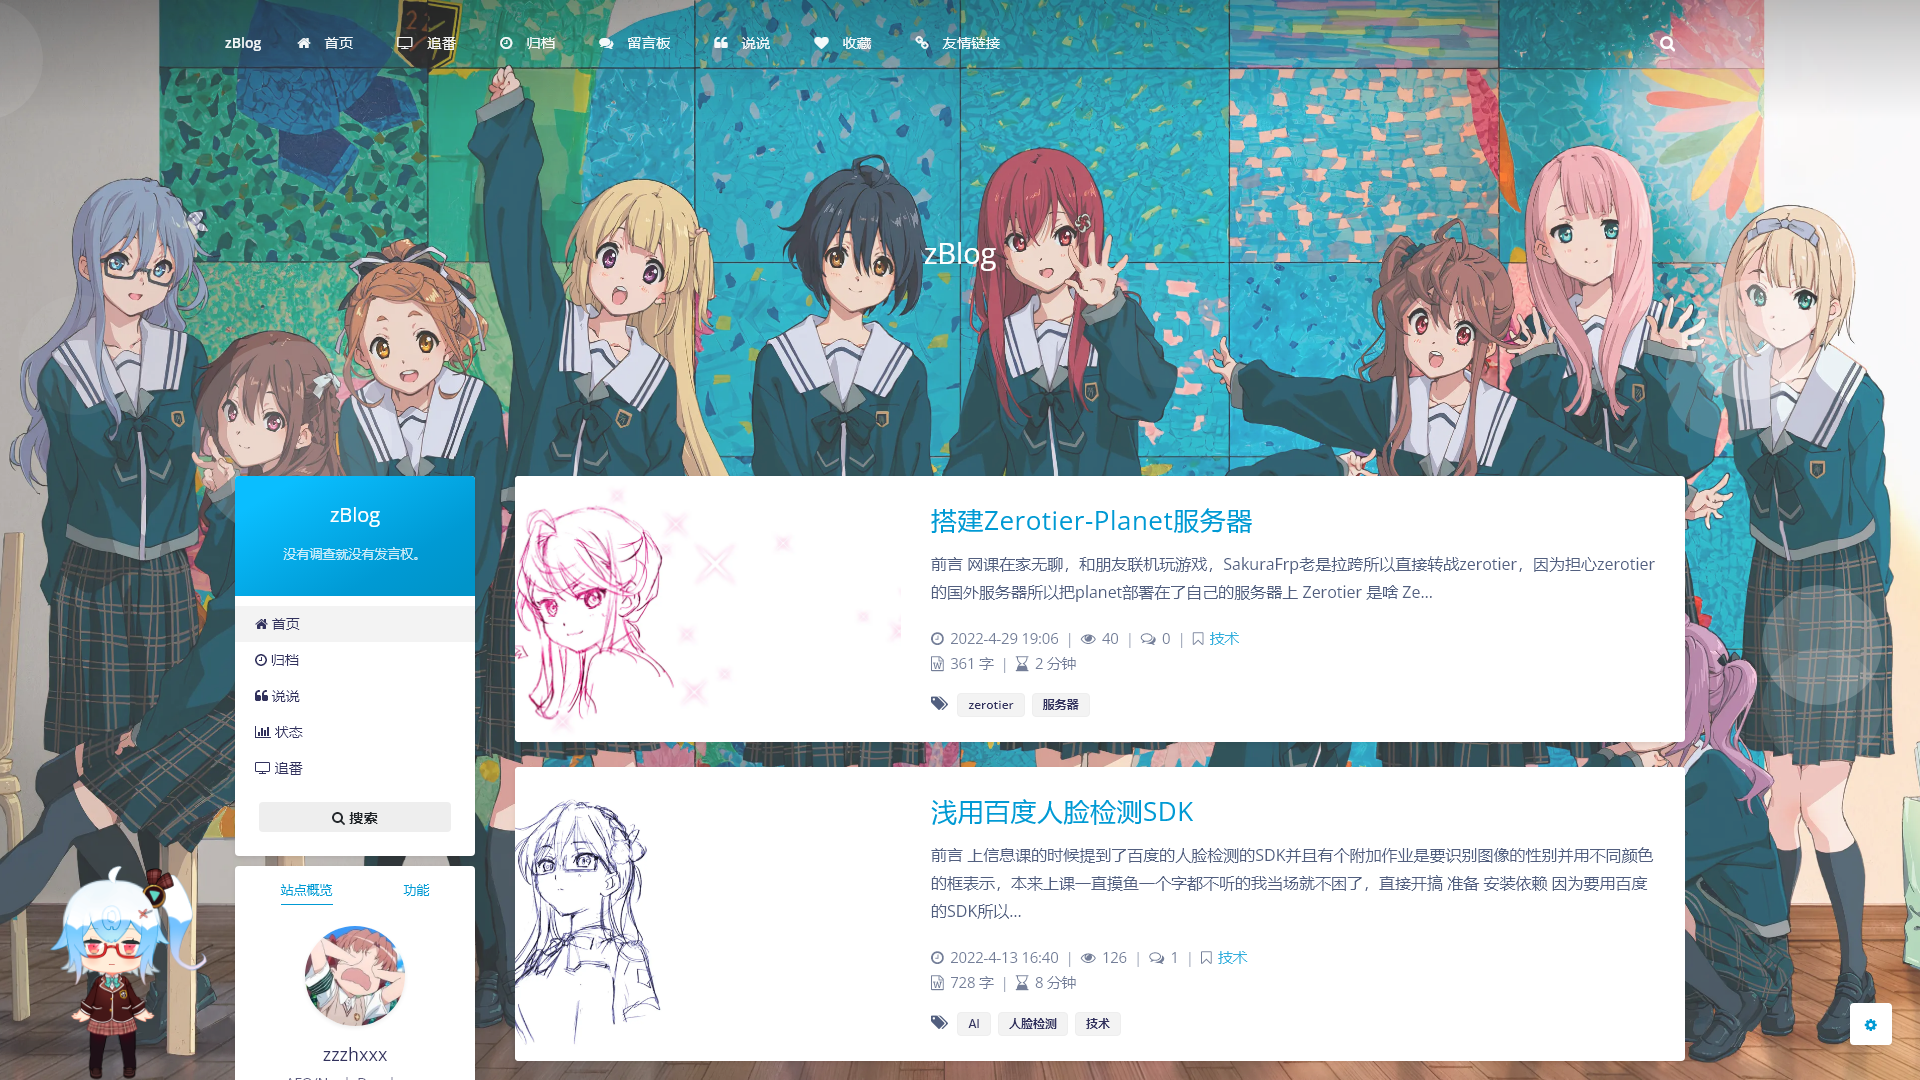 zBlog 首页 追番 归档 留言板 说说 收藏 友情链接
zBlog
zBlog
没有调查就没有发言权。
首页
归档
说说
状态
追番
搜索
站点概览 功能
zzzhxxx
搭建Zerotier-Planet服务器
前言 网课在家无聊，和朋友联机玩游戏，SakuraFrp老是拉跨所以直接转战zerotier，因为担心zerotier
的国外服务器所以把planet部署在了自己的服务器上 Zerotier 是啥 Ze...
2022-4-29 19:06 | 40 | 0 | 技术
361 字 | 2 分钟
zerotier 服务器
浅用百度人脸检测SDK
前言 上信息课的时候提到了百度的人脸检测的SDK并且有个附加作业是要识别图像的性别并用不同颜色
的框表示，本来上课一直摸鱼一个字都不听的我当场就不困了，直接开搞 准备 安装依赖 因为要用百度
的SDK所以...
2022-4-13 16:40 | 126 | 1 | 技术
728 字 | 8 分钟
AI 人脸检测 技术